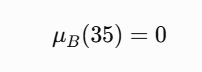 μ_B(35) = 0